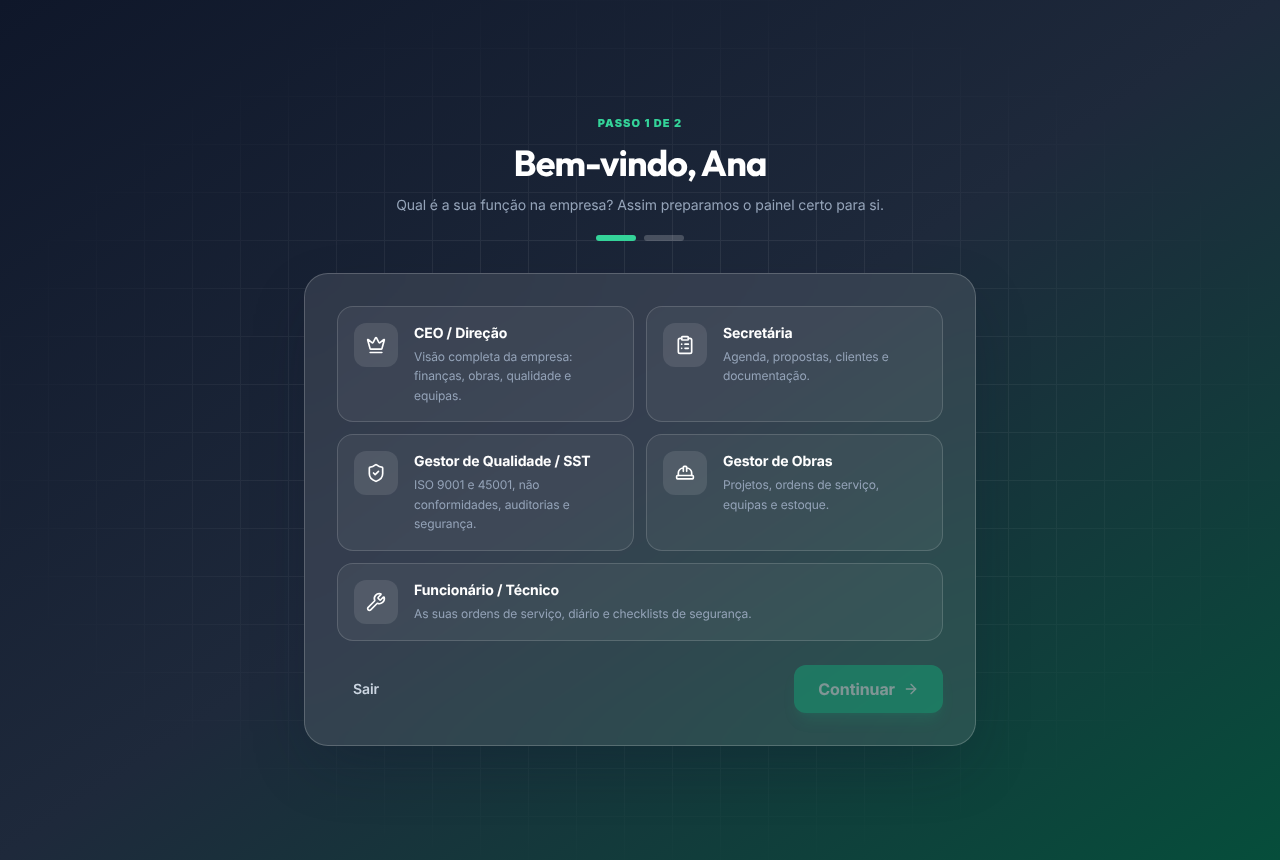 PASSO 1 DE 2
Bem-vindo, Ana
Qual é a sua função na empresa? Assim preparamos o painel certo para si.
CEO / Direção
Visão completa da empresa:
finanças, obras, qualidade e
equipas.
Secretária
Agenda, propostas, clientes e
documentação.
Gestor de Qualidade / SST
ISO 9001 e 45001, não
conformidades, auditorias e
segurança.
Gestor de Obras
Projetos, ordens de serviço,
equipas e estoque.
Funcionário / Técnico
As suas ordens de serviço, diário e checklists de segurança.
Sair
Continuar